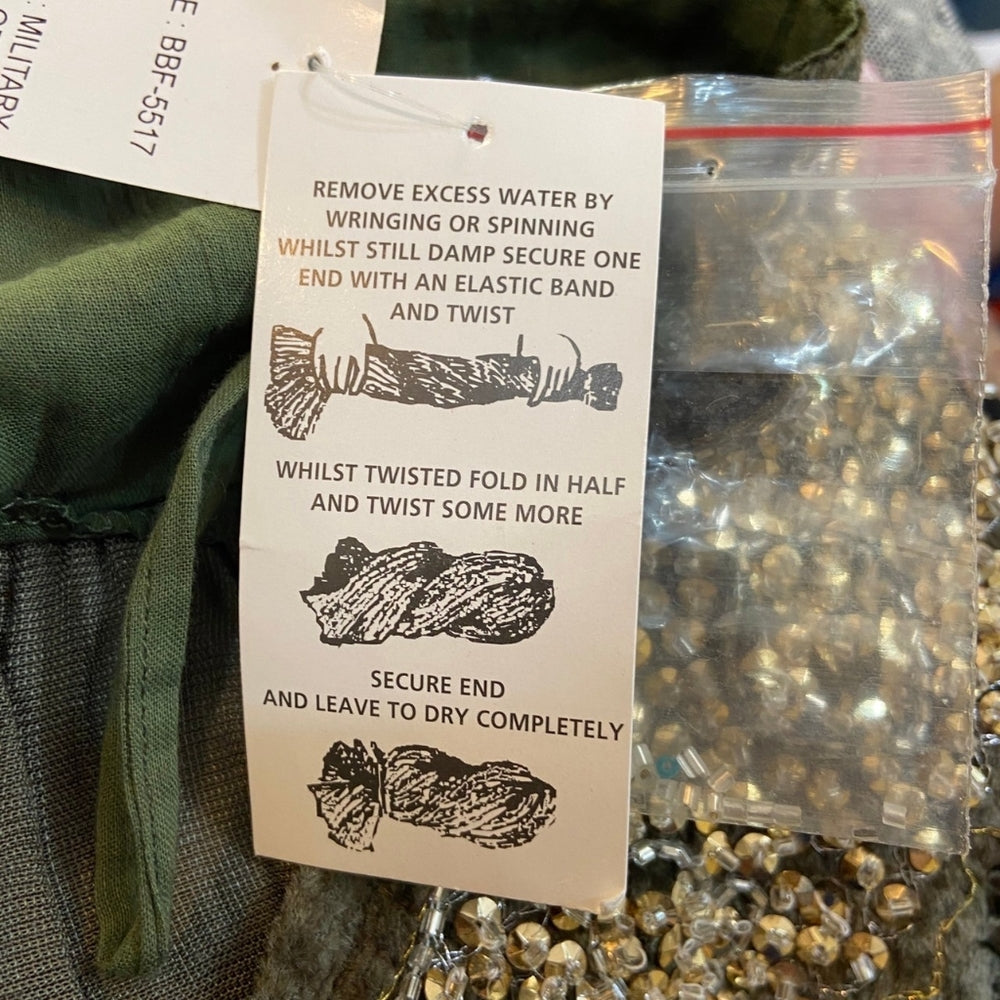 E: BBF-5517
: MILITARY
REMOVE EXCESS WATER BY
WRINGING OR SPINNING
WHILST STILL DAMP SECURE ONE
END WITH AN ELASTIC BAND
AND TWIST
WHILST TWISTED FOLD IN HALF
AND TWIST SOME MORE
SECURE END
AND LEAVE TO DRY COMPLETELY